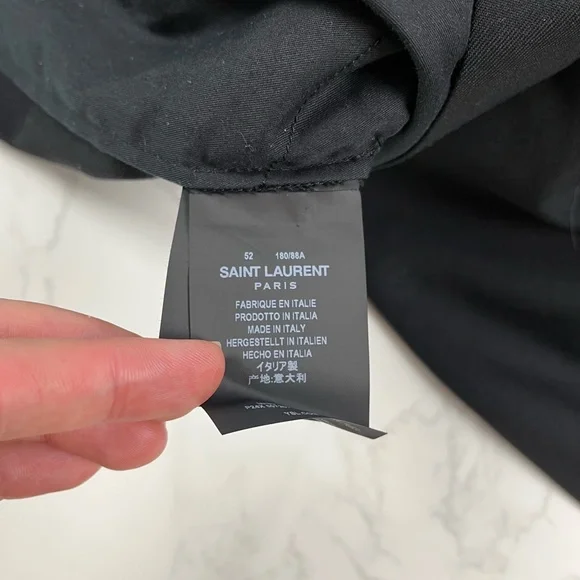 52 180/88A
SAINT LAURENT
PARIS
FABRIQUE EN ITALIE
PRODOTTO IN ITALIA
MADE IN ITALY
HERGESTELLT IN ITALIEN
HECHO EN ITALIA
イタリア製
产地:意大利